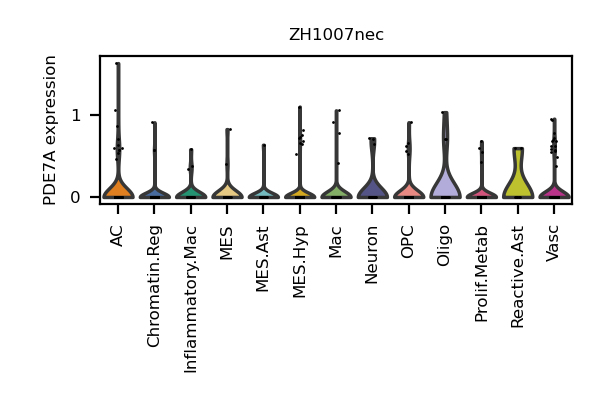 ZH1007nec
PDE7A expression
1
0
AC
Chromatin.Reg
Inflammatory.Mac
MES
MES.Ast
MES.Hyp
Mac
Neuron
OPC
Oligo
Prolif.Metab
Reactive.Ast
Vasc